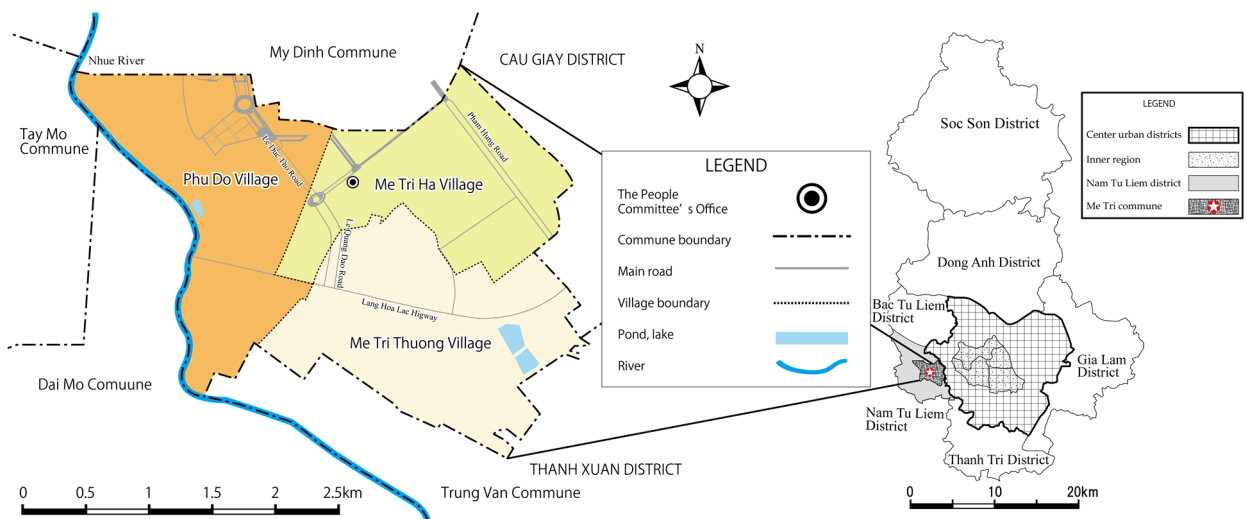 My Dinh Commune
Nhue River
CAU GIAY DISTRICT
N
Tay Mo
Commune
Phu Do Village
Le Duc Tho Road
Me Tri Ha Village
Pham Hung Road
Le Quang Dao Road
Lang Hoa Lac Higway
Me Tri Thuong Village
Dai Mo Comuune
THANH XUAN DISTRICT
Trung Van Commune
0 0.5 1 1.5 2 2.5km
LEGEND
The People
Committee's Office
Commune boundary
Main road
Village boundary
Pond, lake
River
Soc Son District
Dong Anh District
Bac Tu Liem
District
Gia Lam
District
Nam Tu Liem
District
Thanh Tri District
0 10 20km
LEGEND
Center urban districts
Inner region
Nam Tu Liem district
Me Tri commune